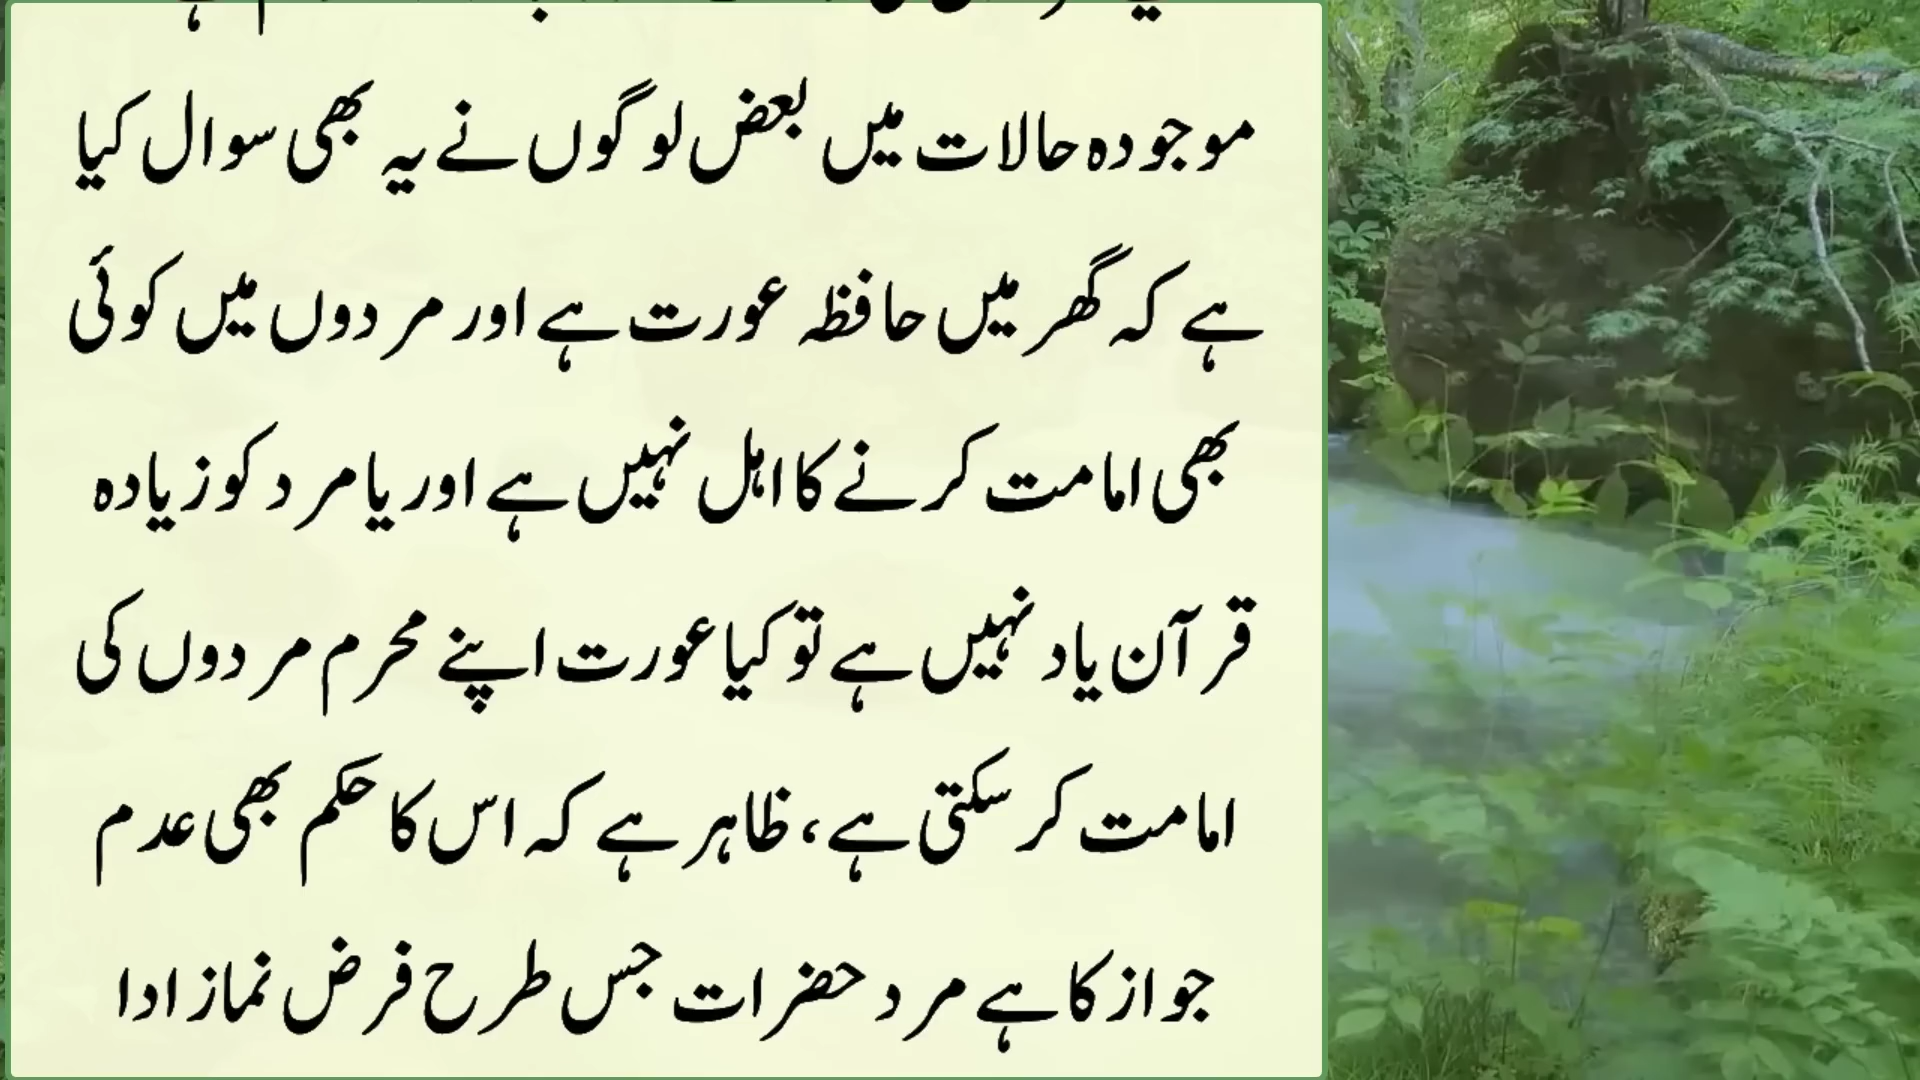 موجودہ حالات میں بعض لوگوں نے یہ بھی سوال کیا
ہے کہ گھر میں حافظہ عورت ہے اور مردوں میں کوئی
بھی امامت کرنے کا اہل نہیں ہے اور یا مرد کو زیادہ
قرآن یاد نہیں ہے تو کیا عورت اپنے محرم مردوں کی
امامت کر سکتی ہے، ظاہر ہے کہ اس کا حکم بھی عدم
جواز کا ہے مرد حضرات جس طرح فرض نماز ادا